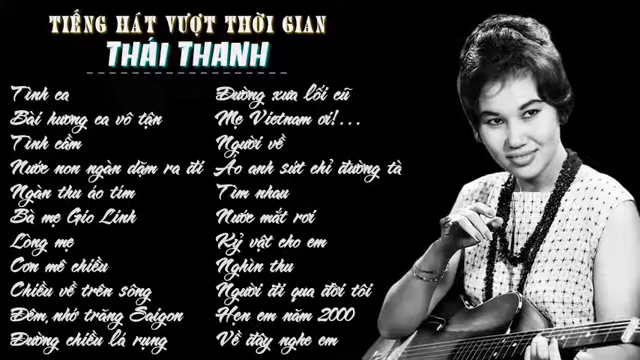 TIẾNG HÁT VƯỢT THỜI GIAN
THÁI THANH
Tình ca
Bài hương ca vô tận
Tình cầm
Nước non ngàn dặm ra đi
Ngàn thu áo tím
Bà mẹ Gio Linh
Lòng mẹ
Cơn mê chiều
Chiều về trên sông
Đêm, nhớ trăng Saigon
Đường chiều lá rụng
Đường xưa lối cũ
Mẹ Vietnam ơi!...
Người về
Áo anh sứt chỉ đường tà
Tìm nhau
Nước mắt rơi
Kỷ vật cho em
Nghìn thu
Người đi qua đời tôi
Hẹn em năm 2000
Về đây nghe em